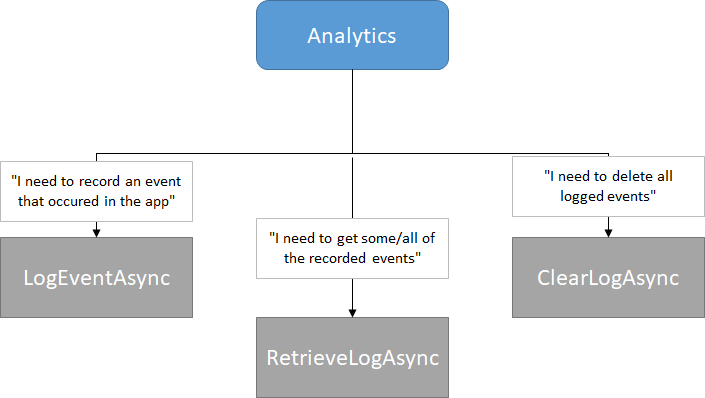 Analytics
"I need to record an event
that occured in the app"
LogEventAsync
"I need to get some/all of
the recorded events"
RetrieveLogAsync
"I need to delete all
logged events"
ClearLogAsync